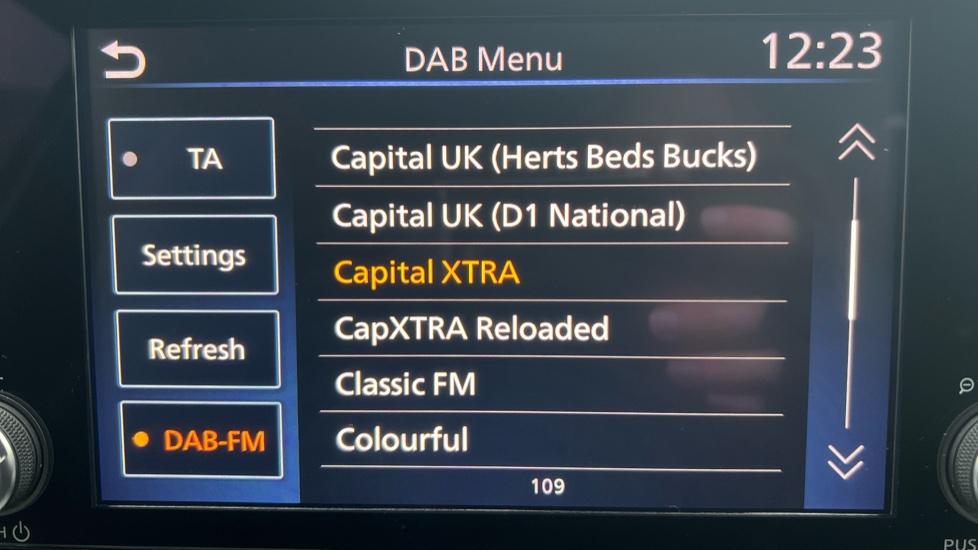 DAB Menu
12:23
TA
Settings
Refresh
DAB-FM
Capital UK (Herts Beds Bucks)
Capital UK (D1 National)
Capital XTRA
CapXTRA Reloaded
Classic FM
Colourful
109
H
PUS